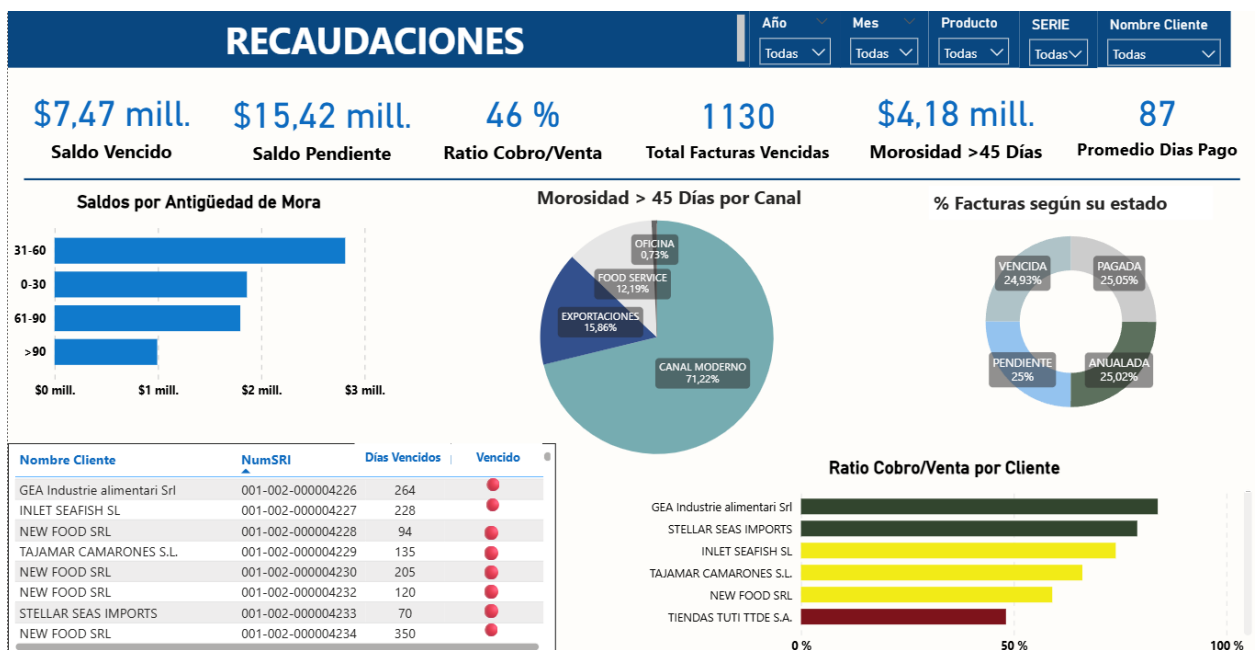 RECAUDACIONES
Año Mes Producto SERIE Nombre Cliente
Todas Todas Todas Todas Todas
$7,47 mill. $15,42 mill. 46 % 1130 $4,18 mill. 87
Saldo Vencido Saldo Pendiente Ratio Cobro/Venta Total Facturas Vencidas Morosidad >45 Días Promedio Dias Pago
Saldos por Antigüedad de Mora
31-60
0-30
61-90
>90
$0 mill. $1 mill. $2 mill. $3 mill.
Morosidad > 45 Días por Canal
OFICINA
0,73%
FOOD SERVICE
12,19%
EXPORTACIONES
15,86%
CANAL MODERNO
71,22%
% Facturas según su estado
VENCIDA
24,93%
PAGADA
25,05%
PENDIENTE
25%
ANUALADA
25,02%
Nombre Cliente NumSRI Días Vencidos Vencido
GEA Industrie alimentari Srl 001-002-000004226 264
INLET SEAFISH SL 001-002-000004227 228
NEW FOOD SRL 001-002-000004228 94
TAJAMAR CAMARONES S.L. 001-002-000004229 135
NEW FOOD SRL 001-002-000004230 205
NEW FOOD SRL 001-002-000004232 120
STELLAR SEAS IMPORTS 001-002-000004233 70
NEW FOOD SRL 001-002-000004234 350
Ratio Cobro/Venta por Cliente
GEA Industrie alimentari Srl
STELLAR SEAS IMPORTS
INLET SEAFISH SL
TAJAMAR CAMARONES S.L.
NEW FOOD SRL
TIENDAS TUTI TTDE S.A.
0 % 50 % 100 %